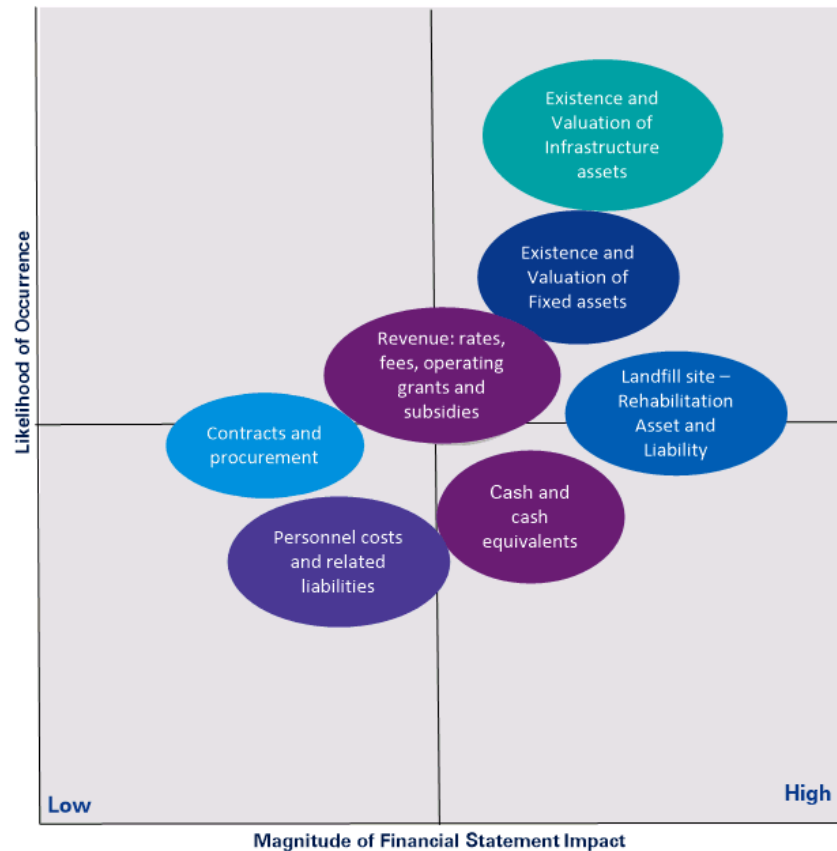 Existence and
Valuation of
Infrastructure
assets
Existence and
Valuation of
Fixed assets
Revenue: rates,
fees, operating
grants and
subsidies
Landfill site –
Rehabilitation
Asset and
Liability
Contracts and
procurement
Cash and
cash
equivalents
Personnel costs
and related
liabilities
Likelihood of Occurrence
Low
High
Magnitude of Financial Statement Impact